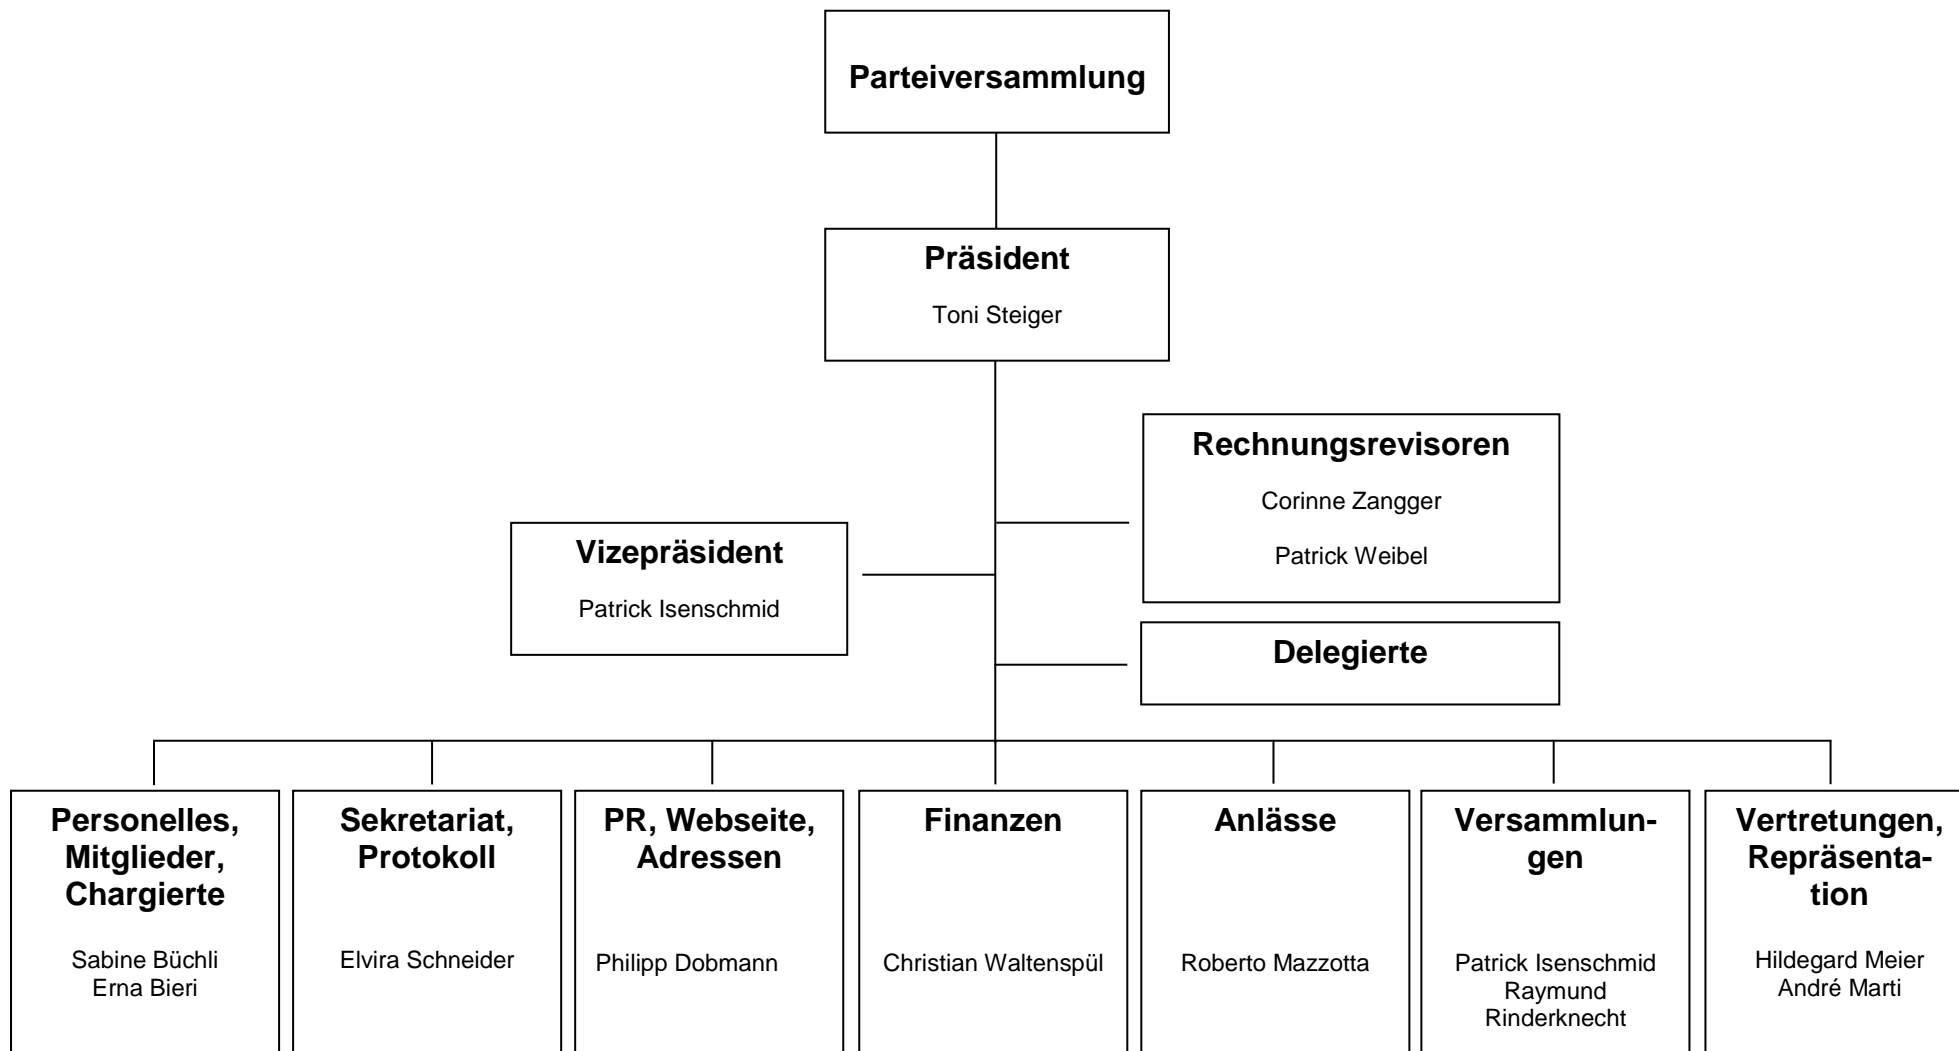 Parteiversammlung
Präsident
Toni Steiger
Rechnungsrevisoren
Corinne Zangger
Patrick Weibel
Vizepräsident
Patrick Isenschmid
Delegierte
Personelles,
Mitglieder,
Chargierte
Sabine Büchli
Erna Bieri
Sekretariat,
Protokoll
Elvira Schneider
PR, Webseite,
Adressen
Philipp Dobmann
Finanzen
Christian Waltenspül
Anlässe
Roberto Mazzotta
Versammlun-
gen
Patrick Isenschmid
Raymund
Rinderknecht
Vertretungen,
Repräsenta-
tion
Hildegard Meier
André Marti